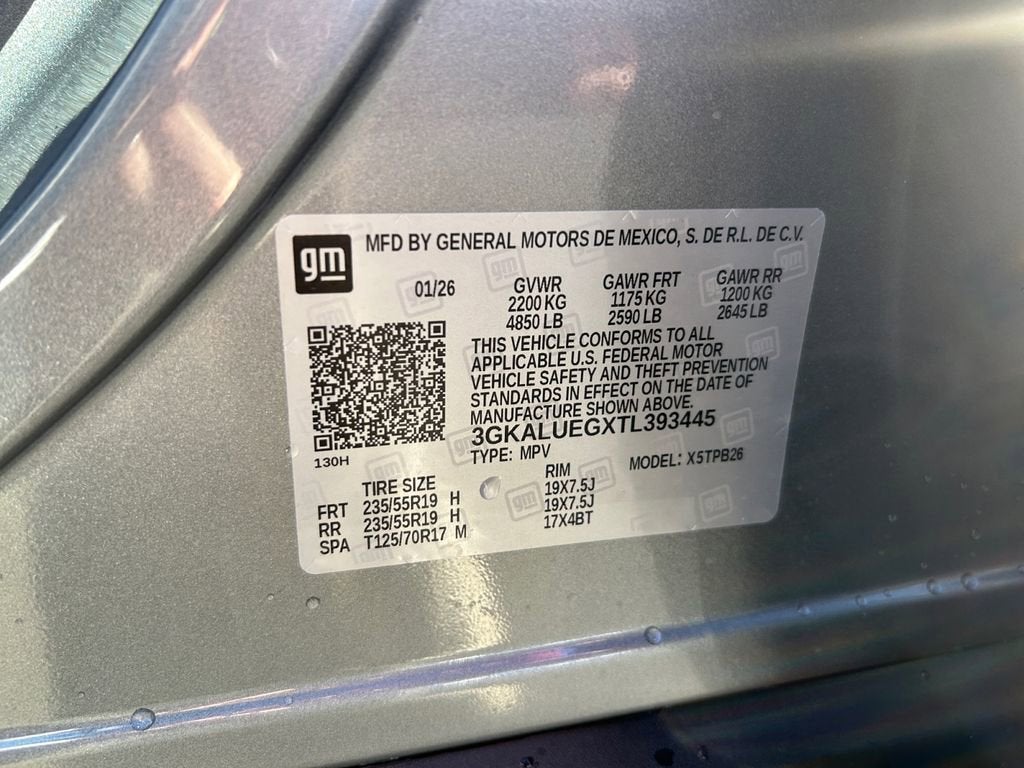 gm
MFD BY GENERAL MOTORS DE MEXICO, S. DE R.L. DE C.V.
01/26 GVWR GAWR FRT GAWR RR
2200 KG 1175 KG 1200 KG
4850 LB 2590 LB 2645 LB
THIS VEHICLE CONFORMS TO ALL
APPLICABLE U.S. FEDERAL MOTOR
VEHICLE SAFETY AND THEFT PREVENTION
STANDARDS IN EFFECT ON THE DATE OF
MANUFACTURE SHOWN ABOVE.
3GKALUEGXTL393445
130H
TYPE: MPV MODEL: X5TPB26
TIRE SIZE RIM
FRT 235/55R19 H 19X7.5J
RR 235/55R19 H 19X7.5J
SPA T125/70R17 M 17X4BT